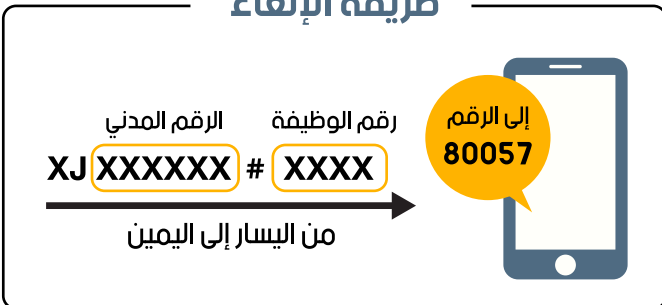 طريقة الإلغاء
إلى الرقم
80057
رقم الوظيفة
الرقم المدني
XJ XXXXXX # XXXX
من اليسار إلى اليمين